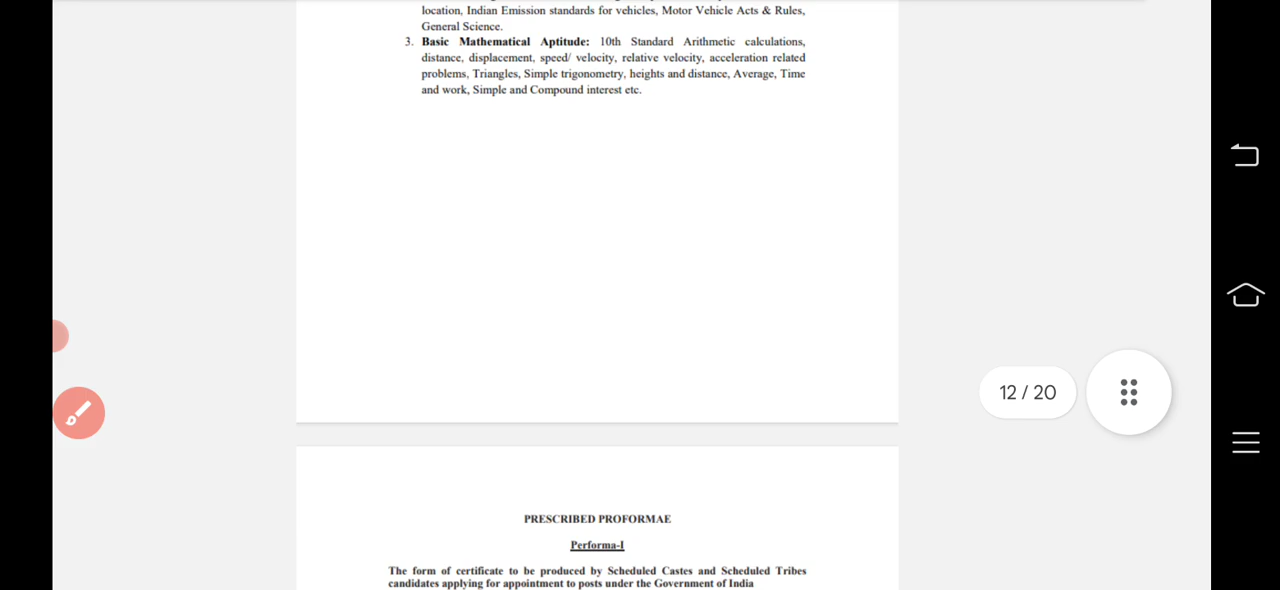 location, Indian Emission standards for vehicles, Motor Vehicle Acts & Rules,
General Science.
3. Basic Mathematical Aptitude: 10th Standard Arithmetic calculations,
distance, displacement, speed/ velocity, relative velocity, acceleration related
problems, Triangles, Simple trigonometry, heights and distance, Average, Time
and work, Simple and Compound interest etc.
12 / 20
PRESCRIBED PROFORMAE
Performa-I
The form of certificate to be produced by Scheduled Castes and Scheduled Tribes
candidates applying for appointment to posts under the Government of India